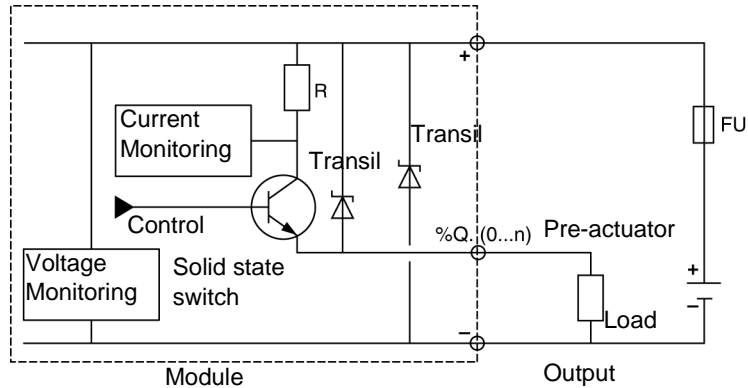 +
R
FU
Current
Monitoring
Transil
Transil
Control
%Q. (0...n)
Pre-actuator
Voltage
Monitoring
Solid state
switch
+
−
Load
−
Module
Output